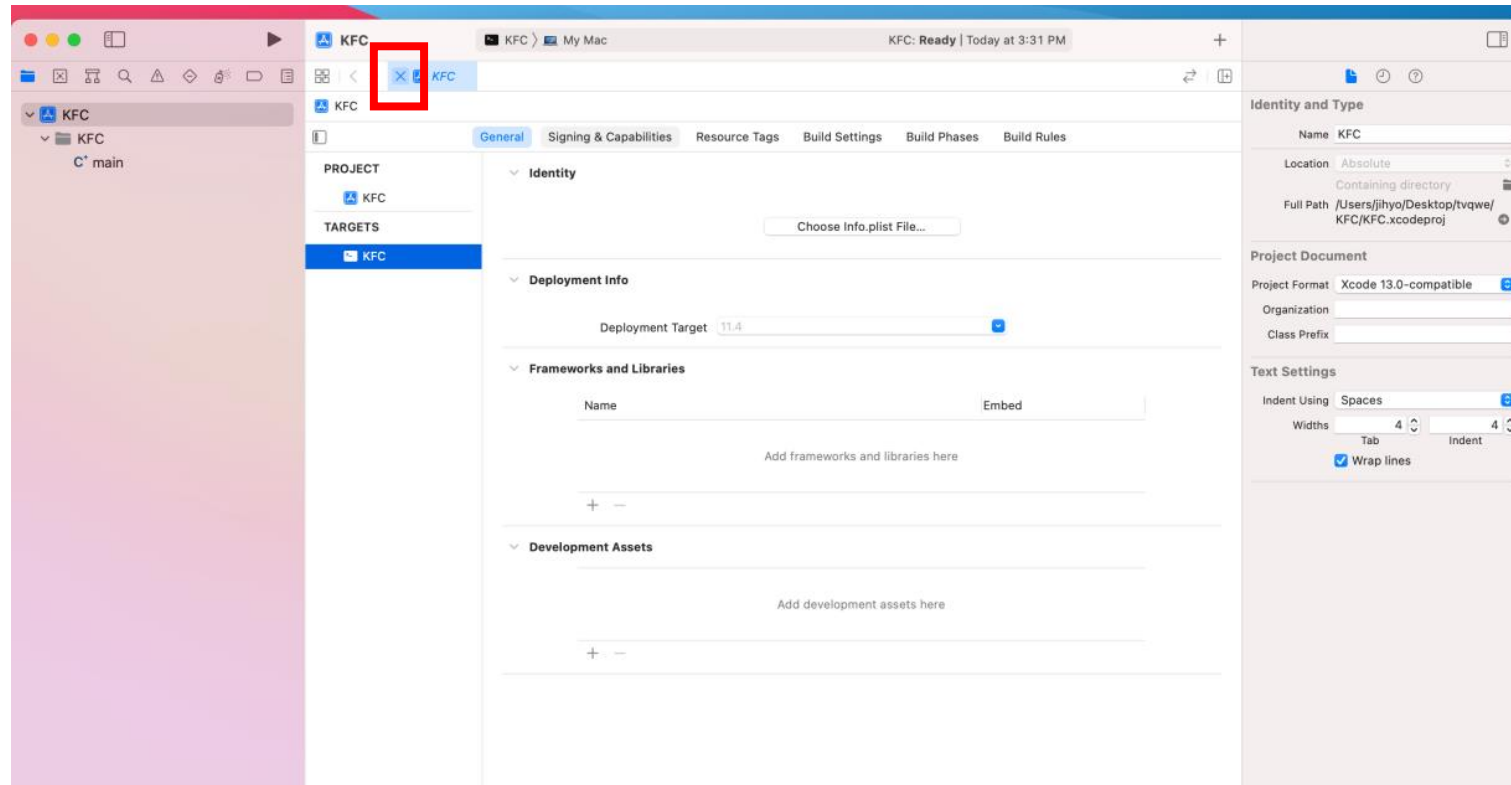 KFC
KFC 〉 My Mac
KFC: Ready | Today at 3:31 PM
KFC
KFC
KFC
KFC
C+ main
General Signing & Capabilities Resource Tags Build Settings Build Phases Build Rules
PROJECT
KFC
TARGETS
KFC
Identity
Choose Info.plist File...
Deployment Info
Deployment Target 11.4
Frameworks and Libraries
Name Embed
Add frameworks and libraries here
Development Assets
Add development assets here
Identity and Type
Name KFC
Location Absolute
Containing directory
Full Path /Users/jihyo/Desktop/tvqwe/
KFC/KFC.xcodeproj
Project Document
Project Format Xcode 13.0-compatible
Organization
Class Prefix
Text Settings
Indent Using Spaces
Widths 4 4
Tab Indent
Wrap lines